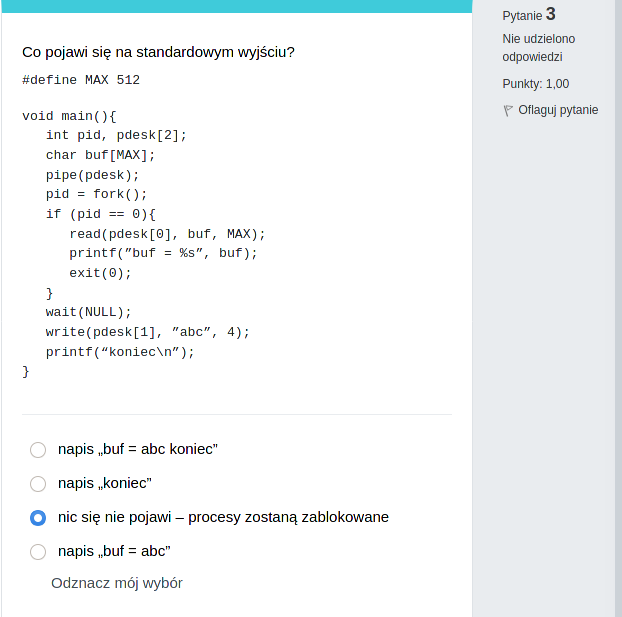 Co pojawi się na standardowym wyjściu?
#define MAX 512
void main(){
int pid, pdesk[2];
char buf[MAX];
pipe(pdesk);
pid = fork();
if (pid == 0){
read(pdesk[0], buf, MAX);
printf(”buf = %s”, buf);
exit(0);
}
wait(NULL);
write(pdesk[1], ”abc”, 4);
printf(“koniec\n”);
}
napis „buf = abc koniec”
napis „koniec”
nic się nie pojawi – procesy zostaną zablokowane
napis „buf = abc”
Odznacz mój wybór
Pytanie 3
Nie udzielono
odpowiedzi
Punkty: 1,00
Oflaguj pytanie